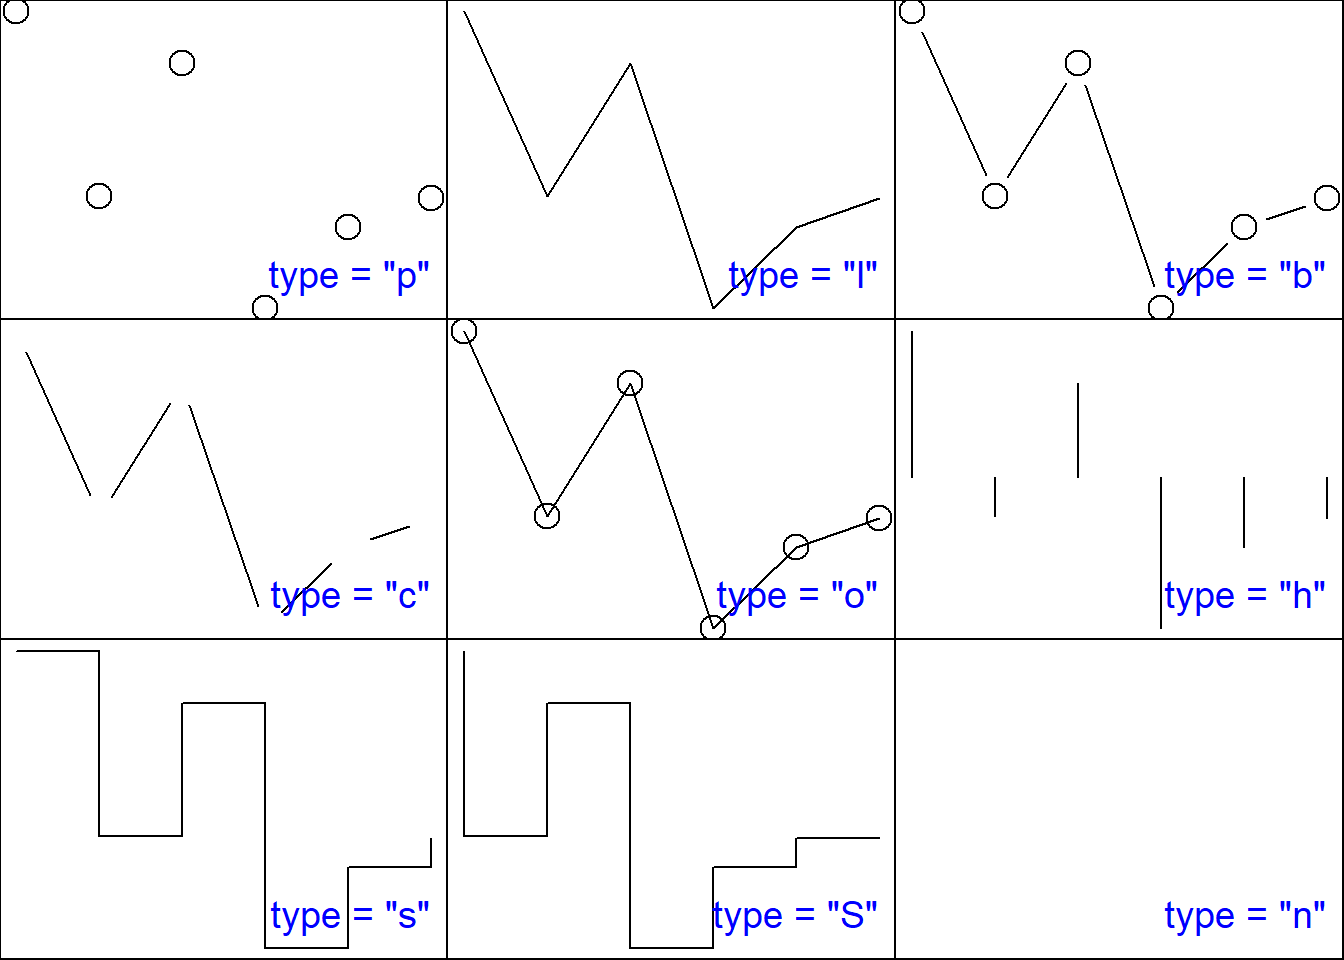 type = "p"
type = "l"
type = "b"
type = "c"
type = "o"
type = "h"
type = "s"
type = "S"
type = "n"